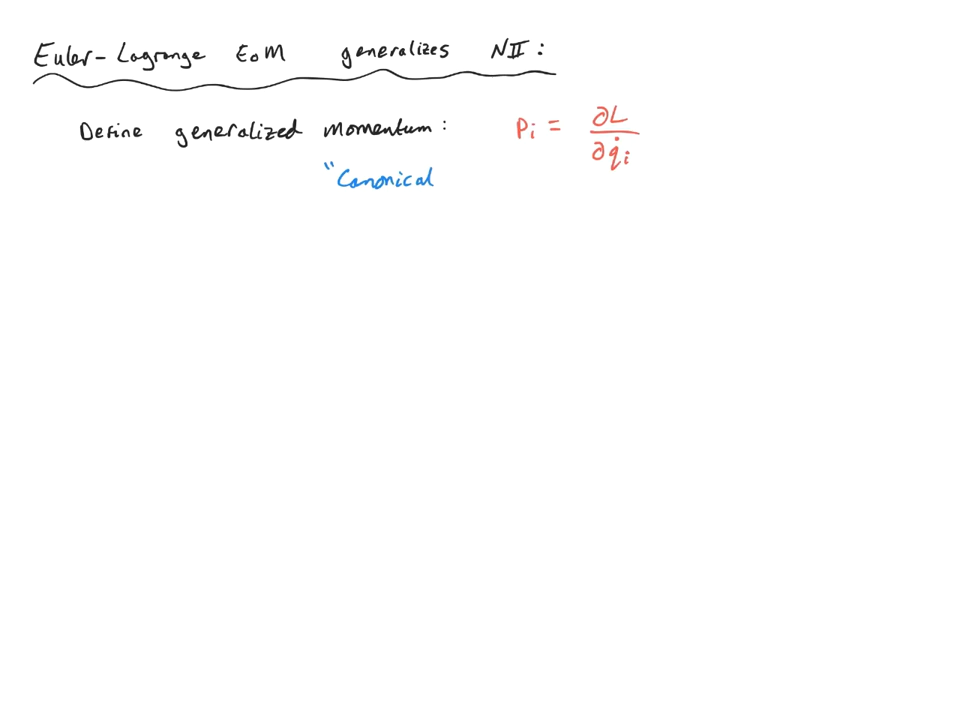 Euler-Lagrange EoM generalizes NII:
Define generalized momentum: Pi = ∂L/∂q̇i
"Canonical